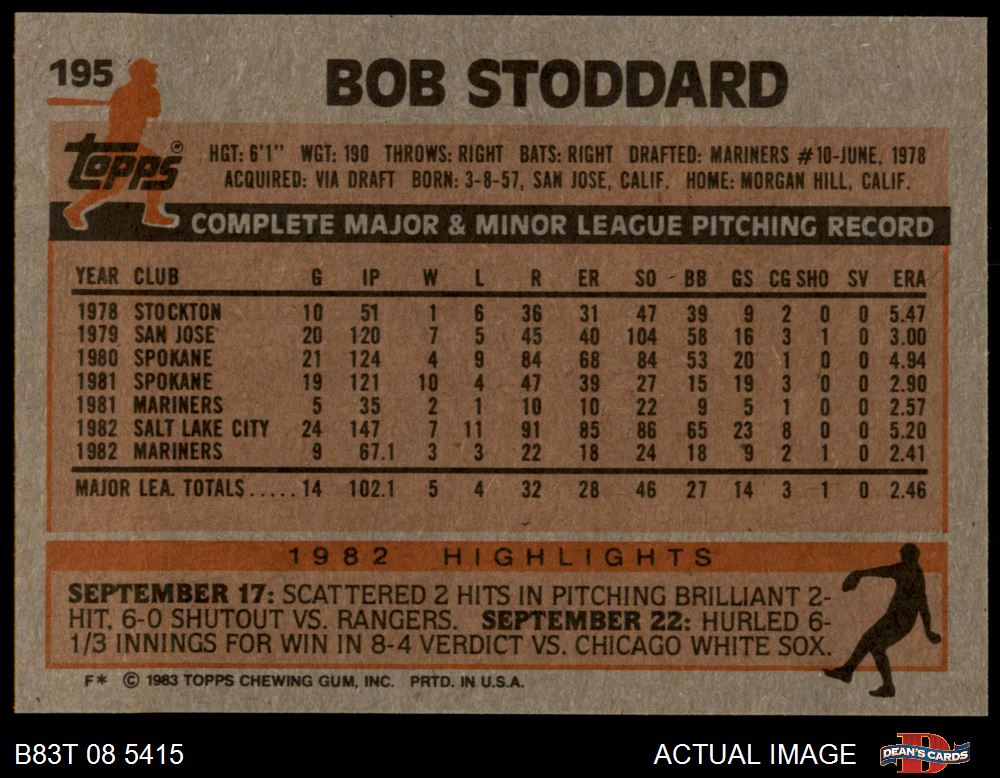 195
BOB STODDARD
topps®
HGT: 6'1" WGT: 190 THROWS: RIGHT BATS: RIGHT DRAFTED: MARINERS #10-JUNE, 1978
ACQUIRED: VIA DRAFT BORN: 3-8-57, SAN JOSE, CALIF. HOME: MORGAN HILL, CALIF.
COMPLETE MAJOR & MINOR LEAGUE PITCHING RECORD
YEAR CLUB G IP W L R ER SO BB GS CG SHO SV ERA
1978 STOCKTON 10 51 1 6 36 31 47 39 9 2 0 0 5.47
1979 SAN JOSE 20 120 7 5 45 40 104 58 16 3 1 0 3.00
1980 SPOKANE 21 124 4 9 84 68 84 53 20 1 0 0 4.94
1981 SPOKANE 19 121 10 4 47 39 27 15 19 3 0 0 2.90
1981 MARINERS 5 35 2 1 10 10 22 9 5 1 0 0 2.57
1982 SALT LAKE CITY 24 147 7 11 91 85 86 65 23 8 0 0 5.20
1982 MARINERS 9 67.1 3 3 22 18 24 18 9 2 1 0 2.41
MAJOR LEA. TOTALS..... 14 102.1 5 4 32 28 46 27 14 3 1 0 2.46
1982 HIGHLIGHTS
SEPTEMBER 17: SCATTERED 2 HITS IN PITCHING BRILLIANT 2-
HIT, 6-0 SHUTOUT VS. RANGERS. SEPTEMBER 22: HURLED 6-
1/3 INNINGS FOR WIN IN 8-4 VERDICT VS. CHICAGO WHITE SOX.
F* © 1983 TOPPS CHEWING GUM, INC. PRTD. IN U.S.A.
B83T 08 5415
ACTUAL IMAGE
D
DEAN'S CARDS